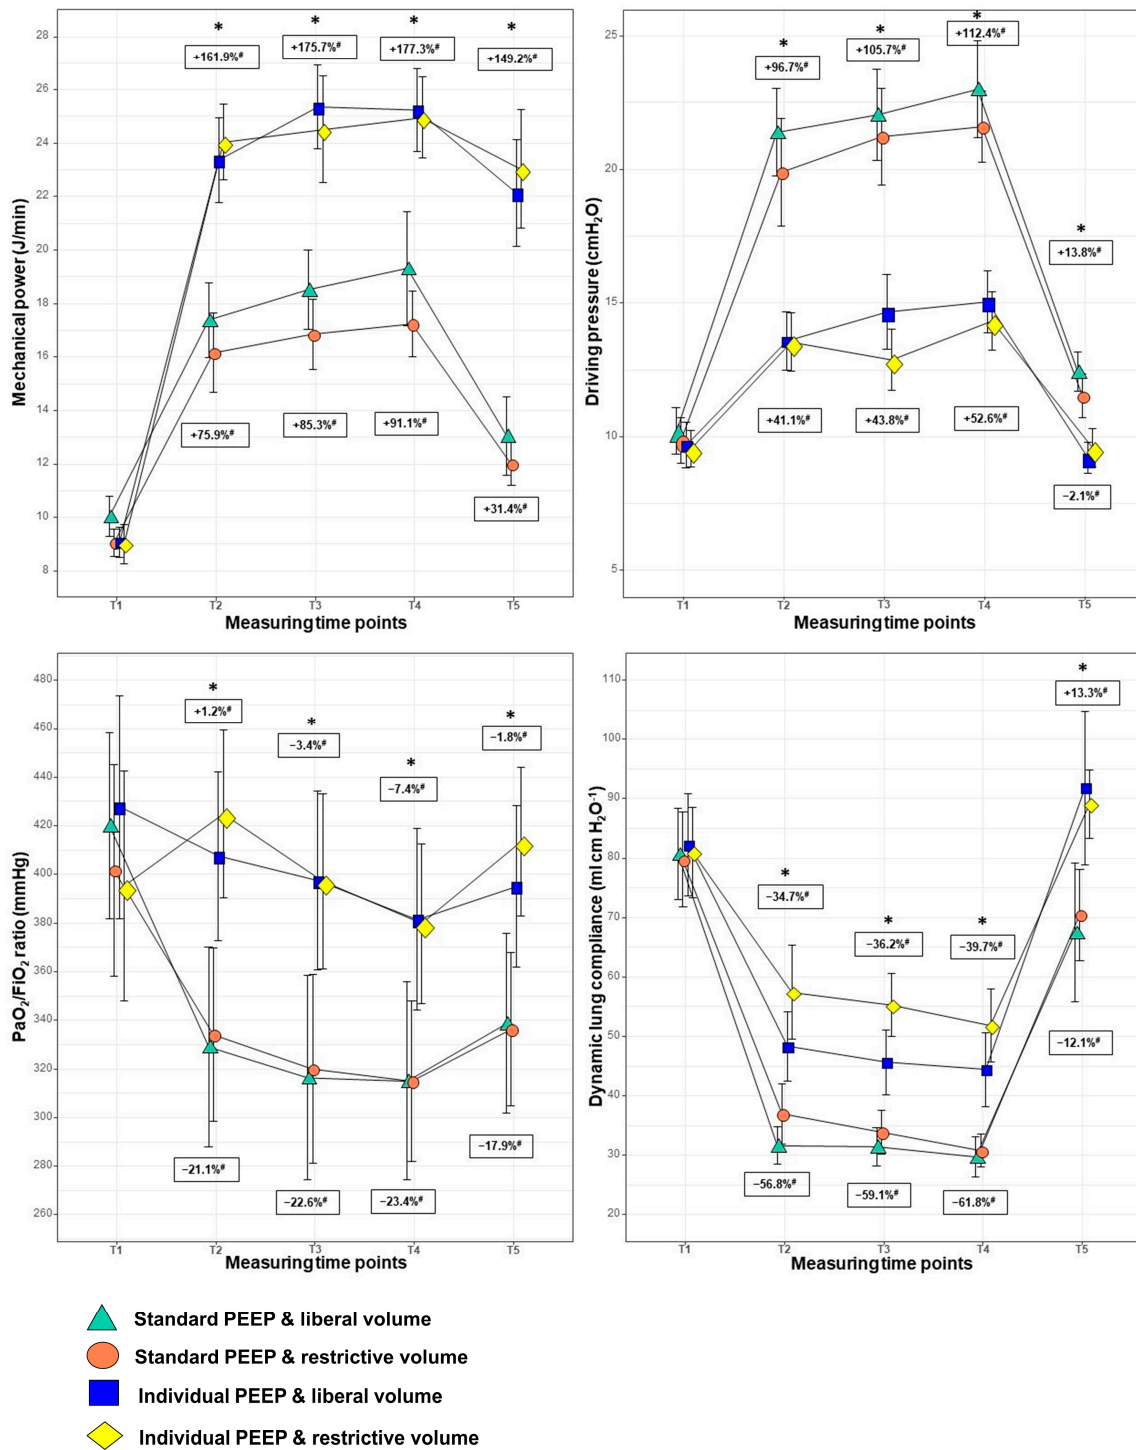 *
*
*
*
+161.9%#
+175.7%#
+177.3%#
+149.2%#
28
26
24
22
20
18
16
14
12
10
8
Mechanical power (J/min)
+75.9%#
+85.3%#
+91.1%#
+31.4%#
T1
T2
T3
T4
T5
Measuring time points
*
*
*
*
+96.7%#
+105.7%#
+112.4%#
+13.8%#
25
20
15
10
5
Driving pressure (cmH2O)
+41.1%#
+43.8%#
+52.6%#
−2.1%#
T1
T2
T3
T4
T5
Measuring time points
*
*
*
*
+1.2%#
−3.4%#
−7.4%#
−1.8%#
480
460
440
420
400
380
360
340
320
300
280
260
PaO2/FiO2 ratio (mmHg)
−21.1%#
−22.6%#
−23.4%#
−17.9%#
T1
T2
T3
T4
T5
Measuring time points
*
*
*
*
−34.7%#
−36.2%#
−39.7%#
+13.3%#
110
100
90
80
70
60
50
40
30
20
Dynamic lung compliance (ml cm H2O-1)
−56.8%#
−59.1%#
−61.8%#
−12.1%#
T1
T2
T3
T4
T5
Measuring time points
Standard PEEP & liberal volume
Standard PEEP & restrictive volume
Individual PEEP & liberal volume
Individual PEEP & restrictive volume